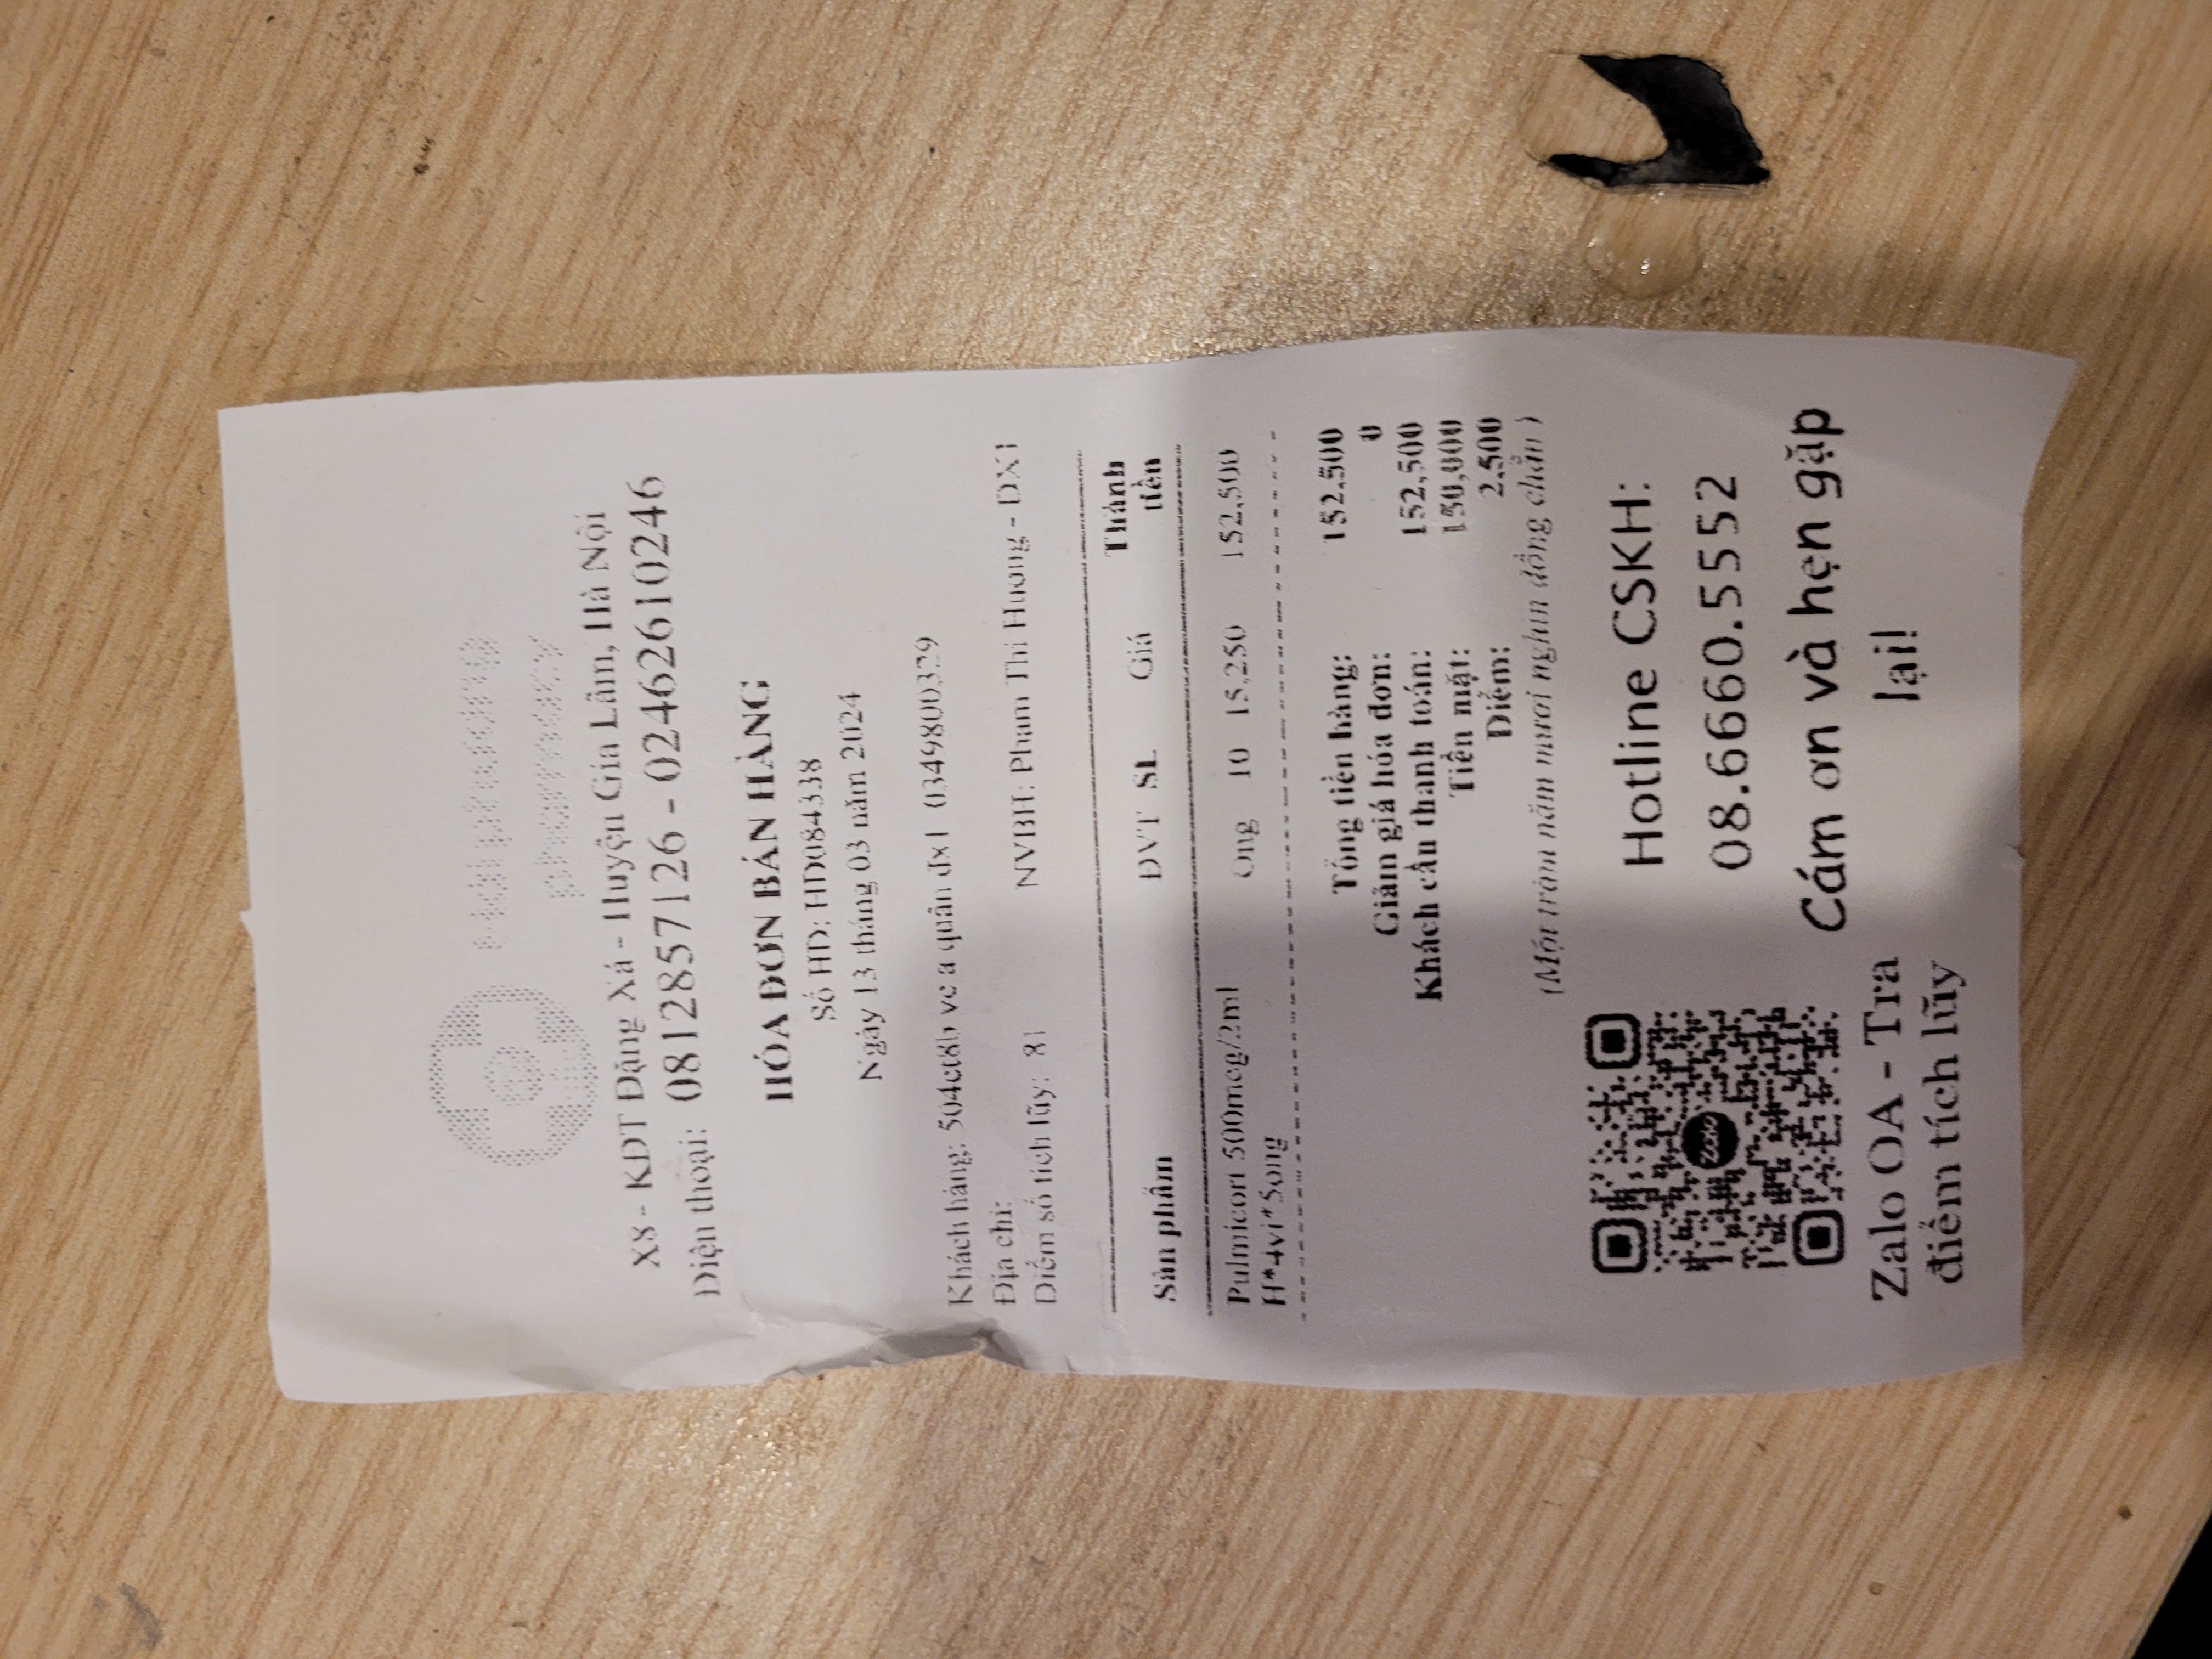 Hải phương
pharmacy
X8 - KĐT Đặng Xá - Huyện Gia Lâm, Hà Nội
Điện thoại: 0812857126 - 02462610246
HÓA ĐƠN BÁN HÀNG
Số HD: HD084338
Ngày 13 tháng 03 năm 2024
Khách hàng: 504ct8b vc a quân đx1 0349800329
Địa chỉ:
Điểm số tích lũy: 81 NVBH: Pham Thi Huong - DX1
Sản phẩm ĐVT SL Giá Thành tiền
Pulmicort 500mcg/2ml Ong 10 15,250 152,500
H*4vi*5ong
Tổng tiền hàng: 152,500
Giảm giá hóa đơn: 0
Khách cần thanh toán: 152,500
Tiền mặt: 150,000
Điểm: 2,500
(Một trăm năm mươi nghìn đồng chẵn )
Zalo
Zalo OA - Tra
điểm tích lũy
Hotline CSKH:
08.6660.5552
Cám ơn và hẹn gặp
lại!